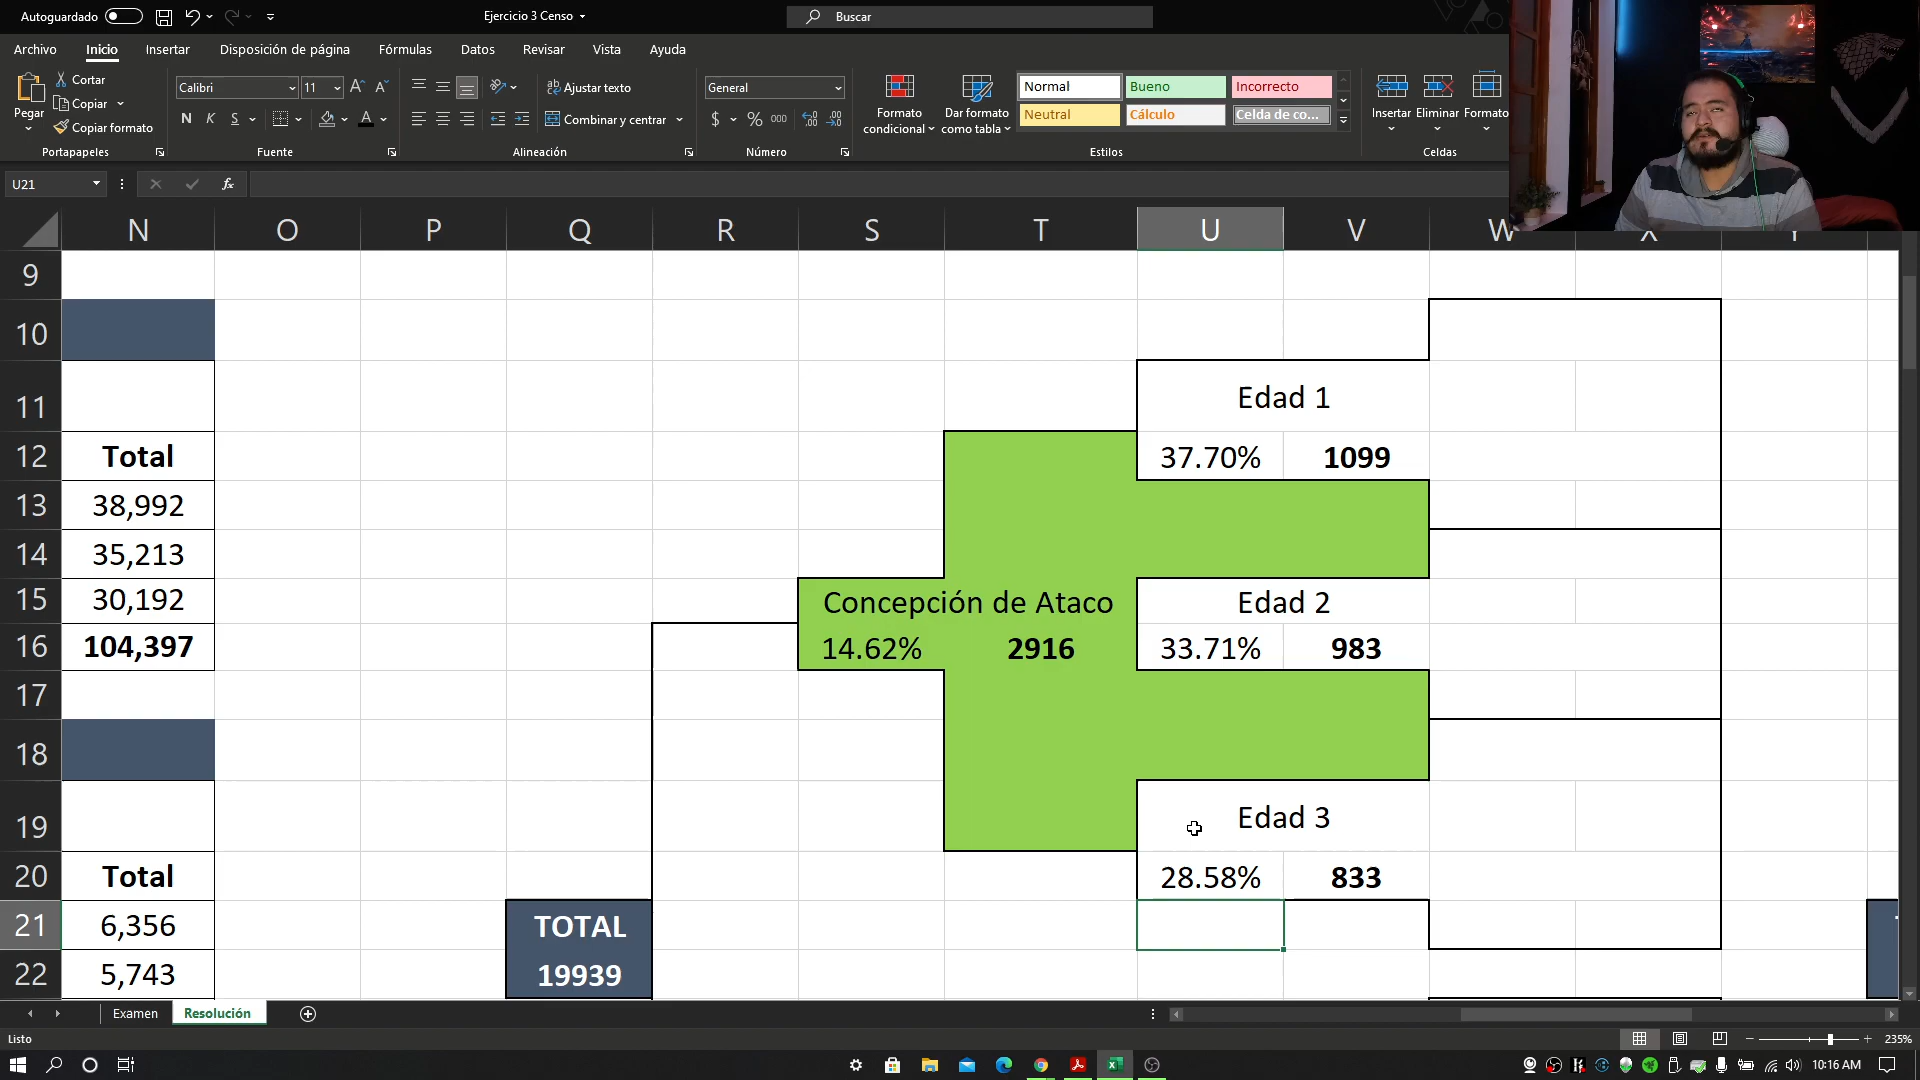 Autoguardado
Ejercicio 3 Censo
Buscar
Archivo Inicio Insertar Disposición de página Fórmulas Datos Revisar Vista Ayuda
Pegar
Cortar
Copiar
Copiar formato
Portapapeles
Calibri 11
N K S
Fuente
Ajustar texto
Combinar y centrar
Alineación
General
$ % 000
Número
Formato condicional
Dar formato como tabla
Normal Bueno Incorrecto
Neutral Cálculo Celda de co...
Estilos
Insertar Eliminar Formato
Celdas
U21
fx
N O P Q R S T U V W X Y
9
10
11 Edad 1
12 Total 37.70% 1099
13 38,992
14 35,213
15 30,192 Concepción de Ataco Edad 2
16 104,397 14.62% 2916 33.71% 983
17
18
19 Edad 3
20 Total 28.58% 833
21 6,356 TOTAL
22 5,743 19939
Examen Resolución
Listo
235%
10:16 AM